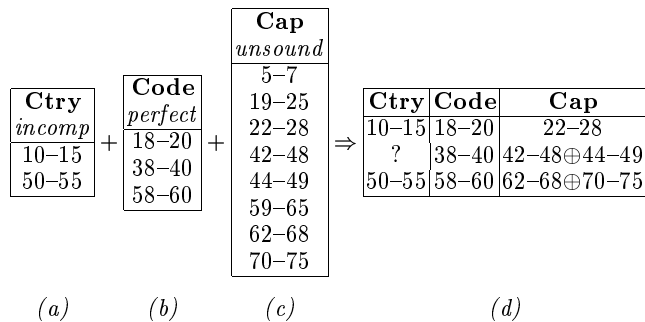 Cap
unsound
5–7
19–25
22–28
42–48
44–49
59–65
62–68
70–75
Ctry
incomp
10–15
50–55
+
Code
perfect
18–20
38–40
58–60
+
⇒
Ctry Code Cap
10–15 18–20 22–28
? 38–40 42–48⊕44–49
50–55 58–60 62–68⊕70–75
(a) (b) (c) (d)